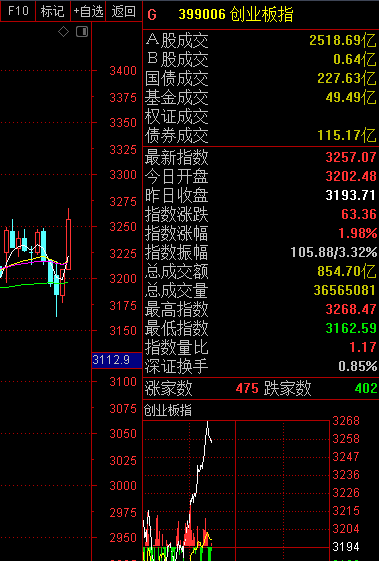 F10 标记 +自选 返回
G 399006 创业板指
A股成交 2518.69亿
B股成交 0.64亿
国债成交 227.63亿
基金成交 49.49亿
权证成交
债券成交 115.17亿
最新指数 3257.07
今日开盘 3202.48
昨日收盘 3193.71
指数涨跌 63.36
指数涨幅 1.98%
指数振幅 105.88/3.32%
总成交额 854.70亿
总成交量 36565081
最高指数 3268.47
最低指数 3162.59
指数量比 1.17
深证换手 0.85%
涨家数 475 跌家数 402
创业板指
3400
3375
3350
3325
3300
3275
3250
3225
3200
3175
3150
3112.9
3100
3075
3050
3025
3000
2975
2950
3268
3258
3247
3236
3226
3215
3204
3194